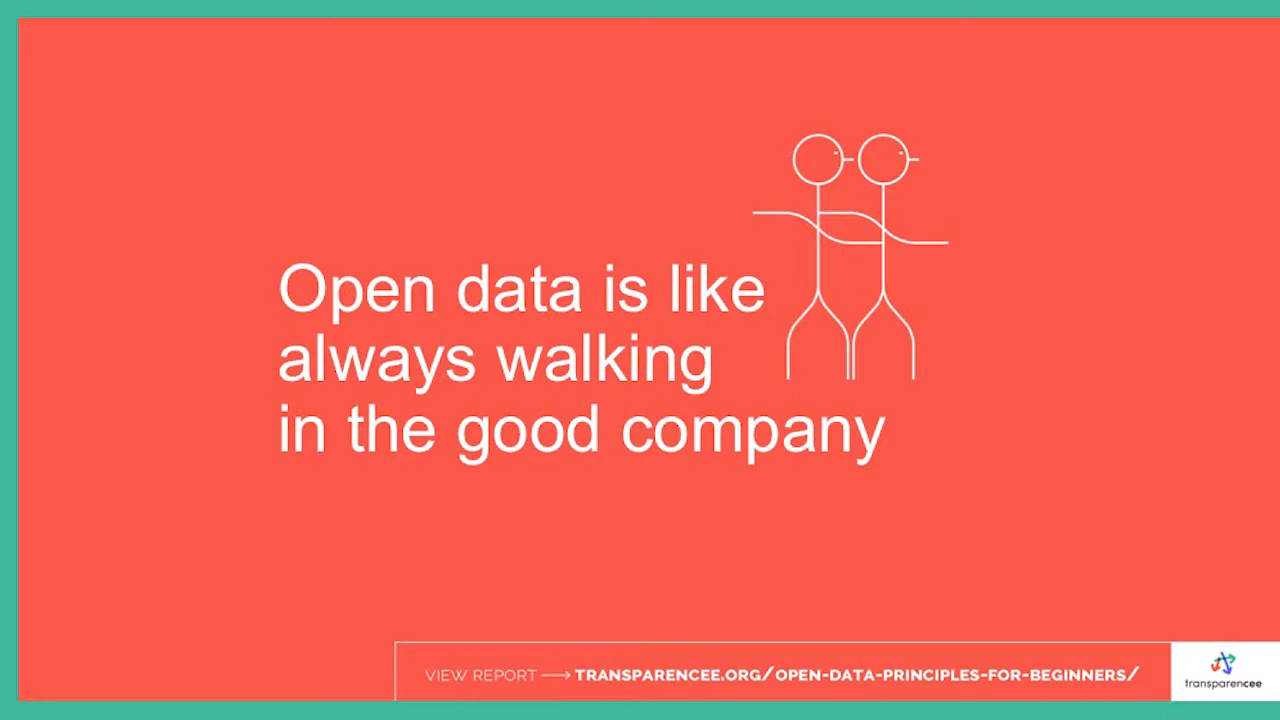 Open data is like
always walking
in the good company
VIEW REPORT → TRANSPARENCEE.ORG/OPEN-DATA-PRINCIPLES-FOR-BEGINNERS/
transparencee